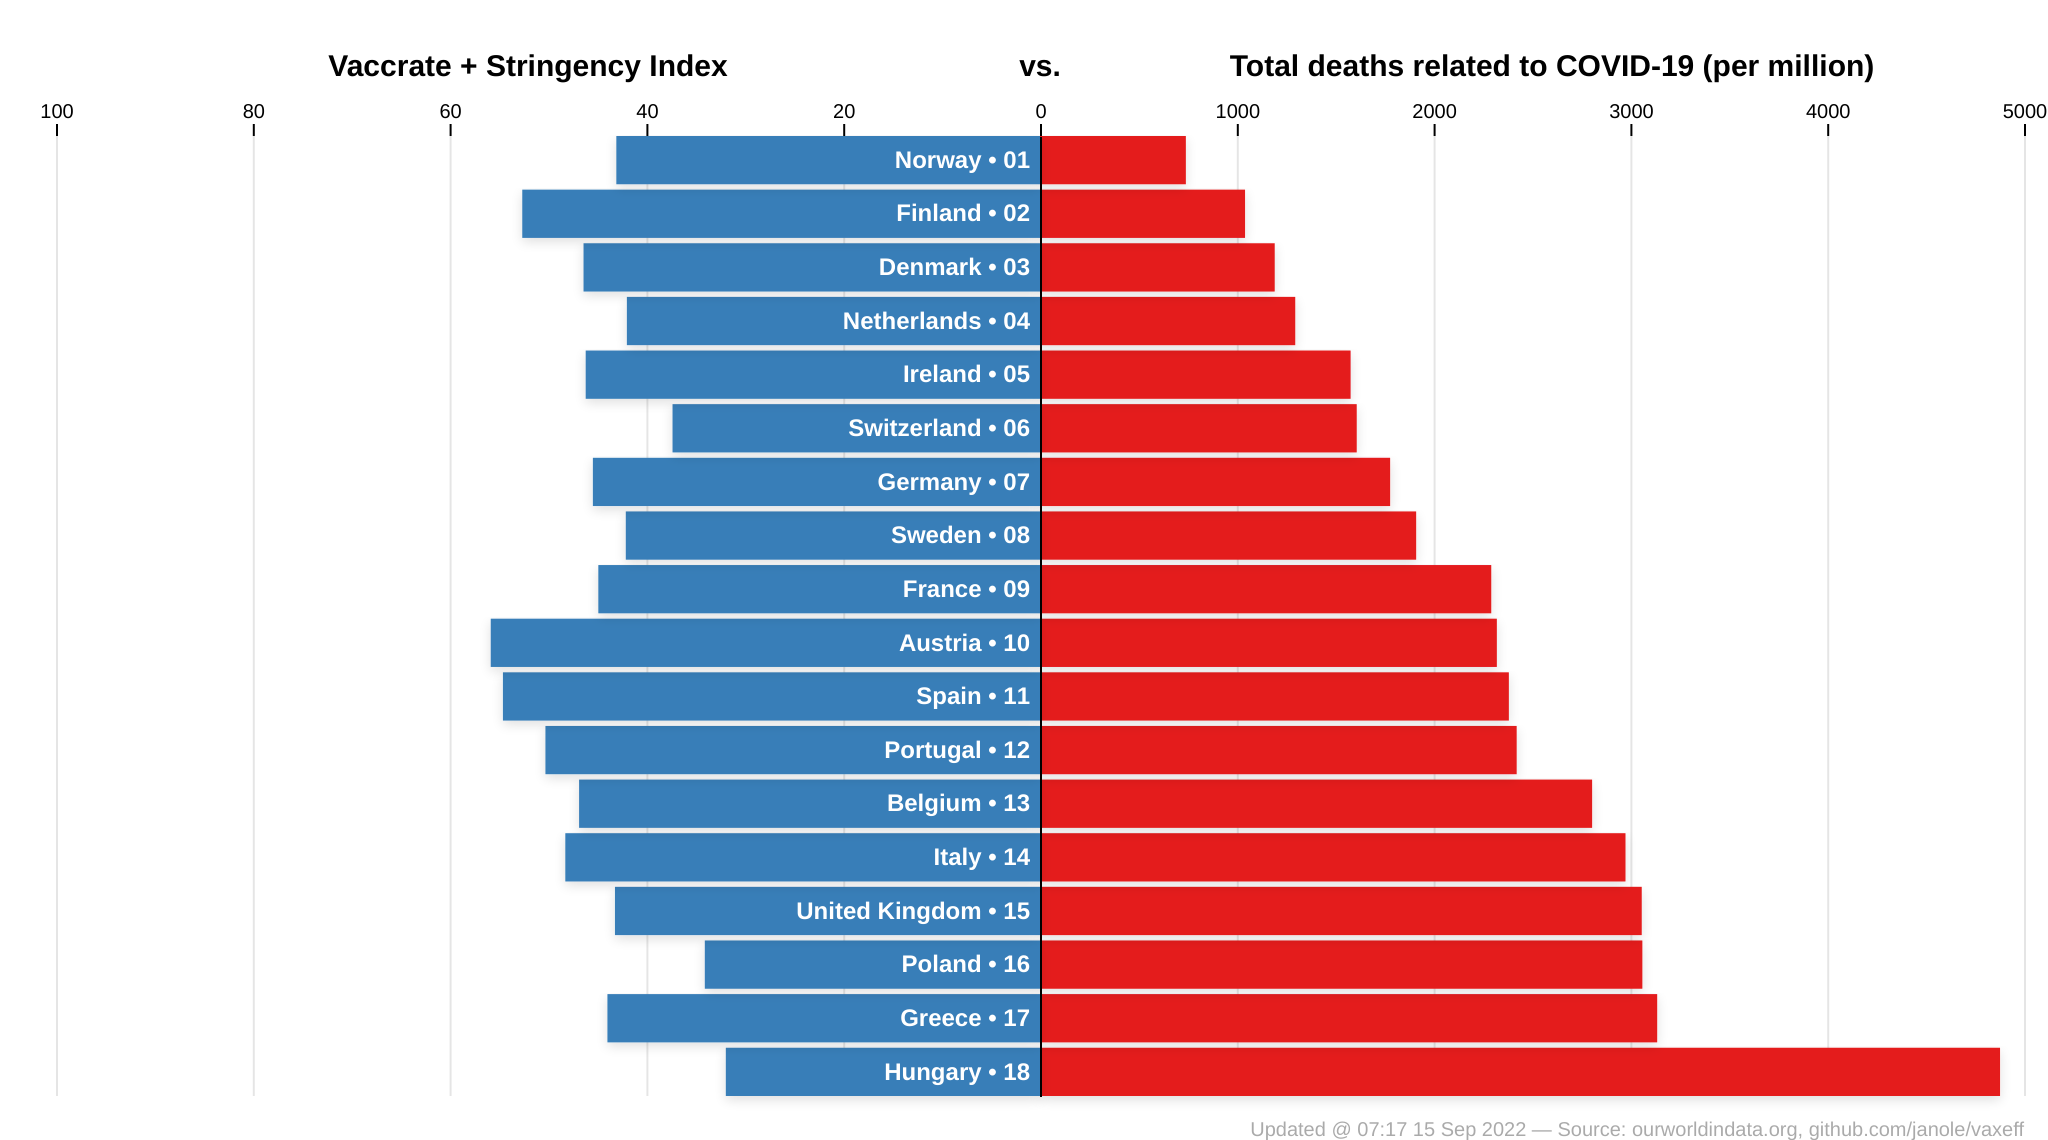 Vaccrate + Stringency Index vs. Total deaths related to COVID-19 (per million)
100 80 60 40 20 0 1000 2000 3000 4000 5000
Norway • 01
Finland • 02
Denmark • 03
Netherlands • 04
Ireland • 05
Switzerland • 06
Germany • 07
Sweden • 08
France • 09
Austria • 10
Spain • 11
Portugal • 12
Belgium • 13
Italy • 14
United Kingdom • 15
Poland • 16
Greece • 17
Hungary • 18
Updated @ 07:17 15 Sep 2022 — Source: ourworldindata.org, github.com/janole/vaxeff